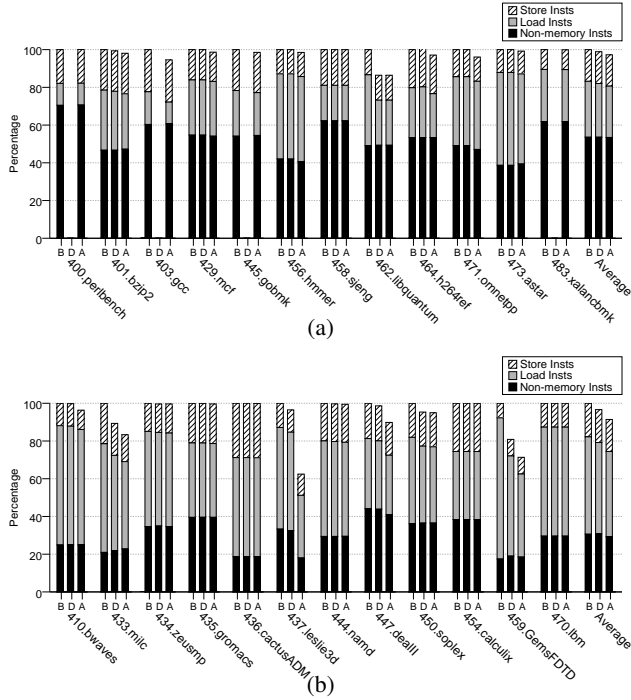 Store Insts
Load Insts
Non-memory Insts
100
80
60
40
20
0
Percentage
B D A B D A B D A B D A B D A B D A B D A B D A B D A B D A B D A B D A B D A
400.perlbench
401.bzip2
403.gcc
429.mcf
445.gobmk
456.hmmer
458.sjeng
462.libquantum
464.h264ref
471.omnetpp
473.astar
483.xalancbmk
Average
(a)
Store Insts
Load Insts
Non-memory Insts
100
80
60
40
20
0
Percentage
B D A B D A B D A B D A B D A B D A B D A B D A B D A B D A B D A B D A B D A
410.bwaves
433.milc
434.zeusmp
435.gromacs
436.cactusADM
437.leslie3d
444.namd
447.dealII
450.soplex
454.calculix
459.GemsFDTD
470.lbm
Average
(b)